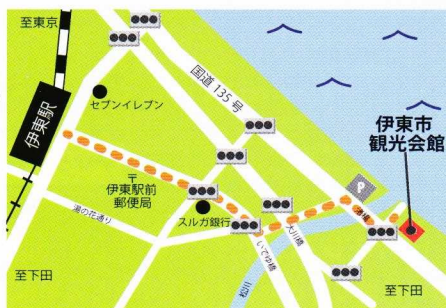 至東京
国道135号
セブンイレブン
伊東駅
伊東市
観光会館
〒
伊東駅前
郵便局
P
湯の花通り
スルガ銀行
いでゆ橋
大川橋
渚橋
松川
至下田
至下田